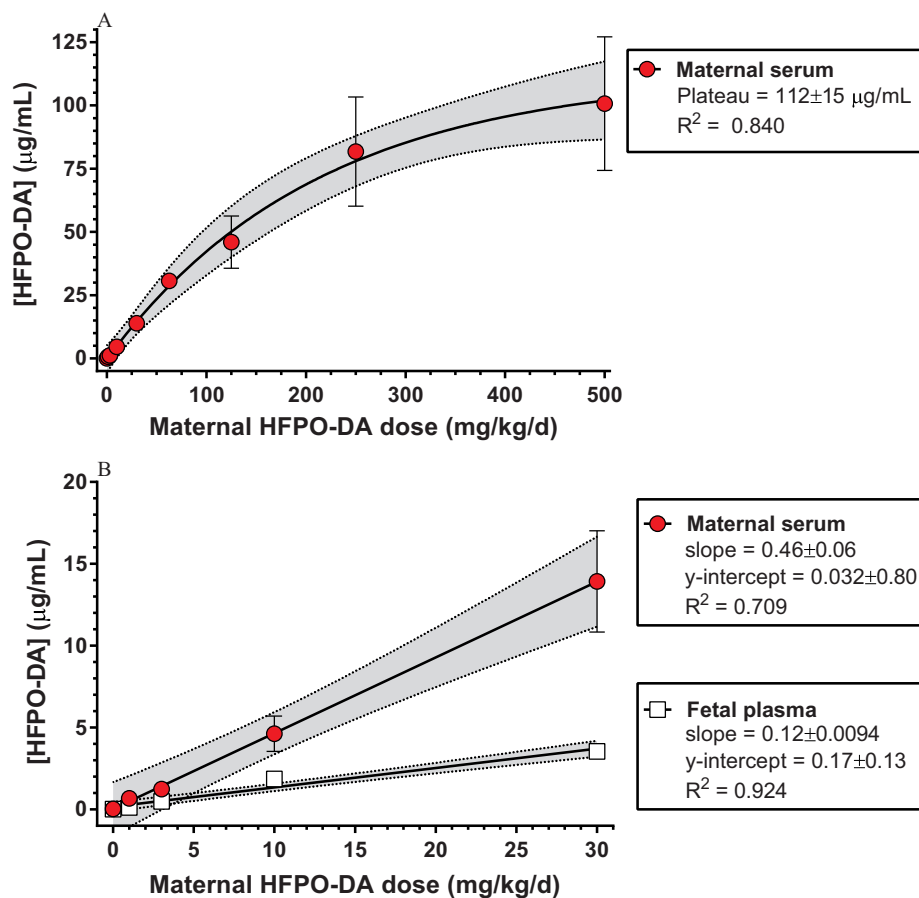 A
[HFPO-DA] (μg/mL)
125
100
75
50
25
0
0 100 200 300 400 500
Maternal HFPO-DA dose (mg/kg/d)
Maternal serum
Plateau = 112±15 μg/mL
R² = 0.840
B
[HFPO-DA] (μg/mL)
20
15
10
5
0
0 5 10 15 20 25 30
Maternal HFPO-DA dose (mg/kg/d)
Maternal serum
slope = 0.46±0.06
y-intercept = 0.032±0.80
R² = 0.709
Fetal plasma
slope = 0.12±0.0094
y-intercept = 0.17±0.13
R² = 0.924